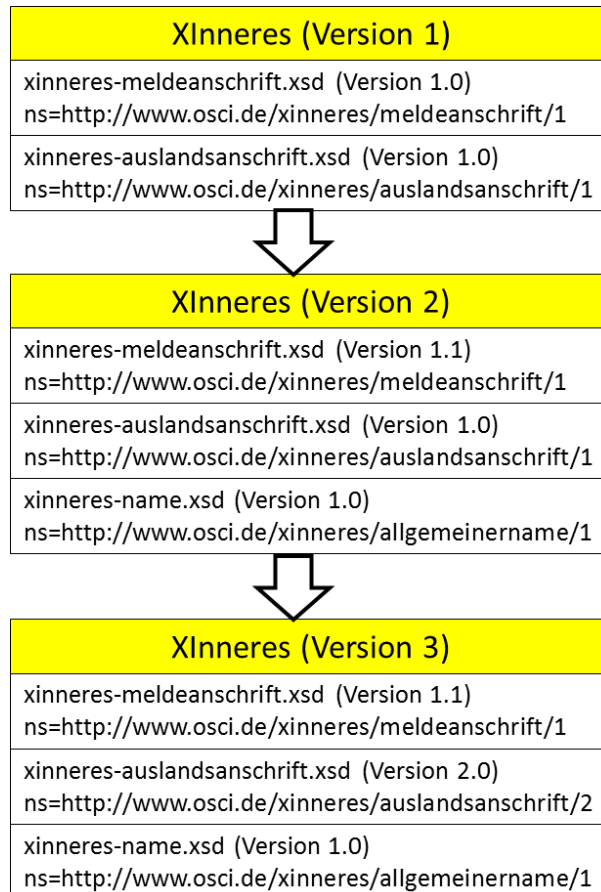 XInneres (Version 1)
xinneres-meldeanschrift.xsd (Version 1.0)
ns=http://www.osci.de/xinneres/meldeanschrift/1
xinneres-auslandsanschrift.xsd (Version 1.0)
ns=http://www.osci.de/xinneres/auslandsanschrift/1
XInneres (Version 2)
xinneres-meldeanschrift.xsd (Version 1.1)
ns=http://www.osci.de/xinneres/meldeanschrift/1
xinneres-auslandsanschrift.xsd (Version 1.0)
ns=http://www.osci.de/xinneres/auslandsanschrift/1
xinneres-name.xsd (Version 1.0)
ns=http://www.osci.de/xinneres/allgemeinername/1
XInneres (Version 3)
xinneres-meldeanschrift.xsd (Version 1.1)
ns=http://www.osci.de/xinneres/meldeanschrift/1
xinneres-auslandsanschrift.xsd (Version 2.0)
ns=http://www.osci.de/xinneres/auslandsanschrift/2
xinneres-name.xsd (Version 1.0)
ns=http://www.osci.de/xinneres/allgemeinername/1